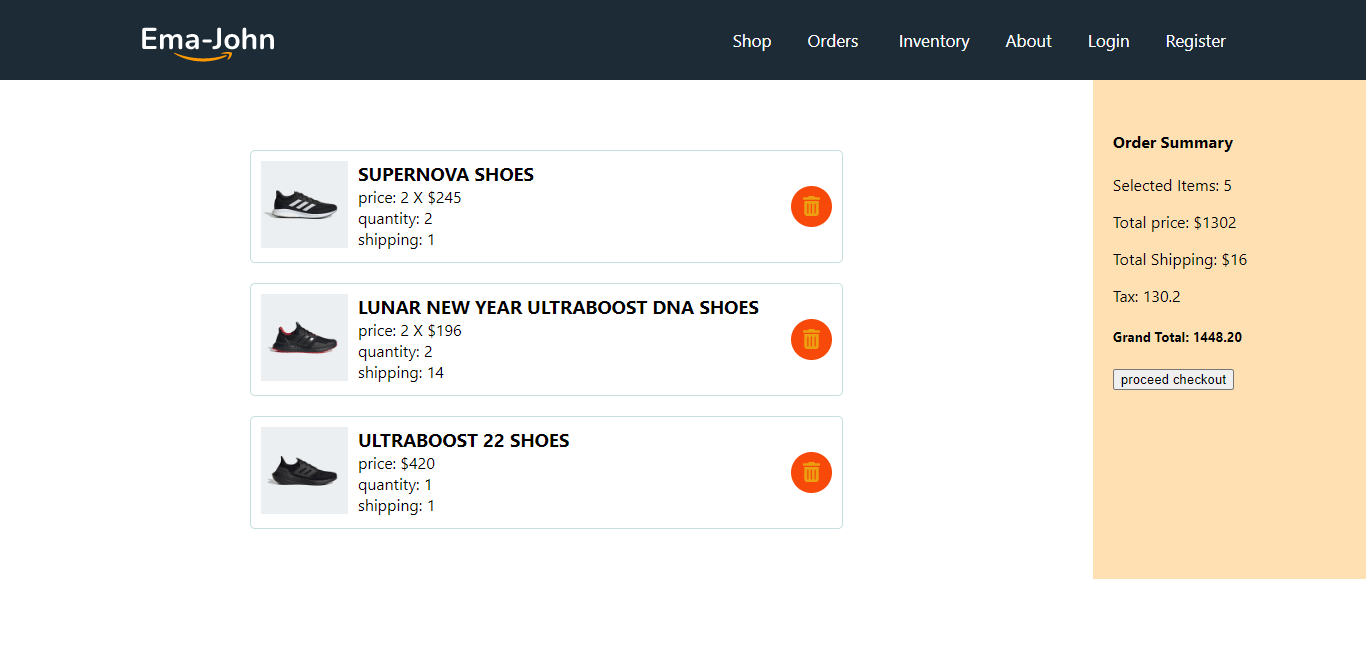 Ema-John
Shop Orders Inventory About Login Register
SUPERNOVA SHOES
price: 2 X $245
quantity: 2
shipping: 1
LUNAR NEW YEAR ULTRABOOST DNA SHOES
price: 2 X $196
quantity: 2
shipping: 14
ULTRABOOST 22 SHOES
price: $420
quantity: 1
shipping: 1
Order Summary
Selected Items: 5
Total price: $1302
Total Shipping: $16
Tax: 130.2
Grand Total: 1448.20
proceed checkout